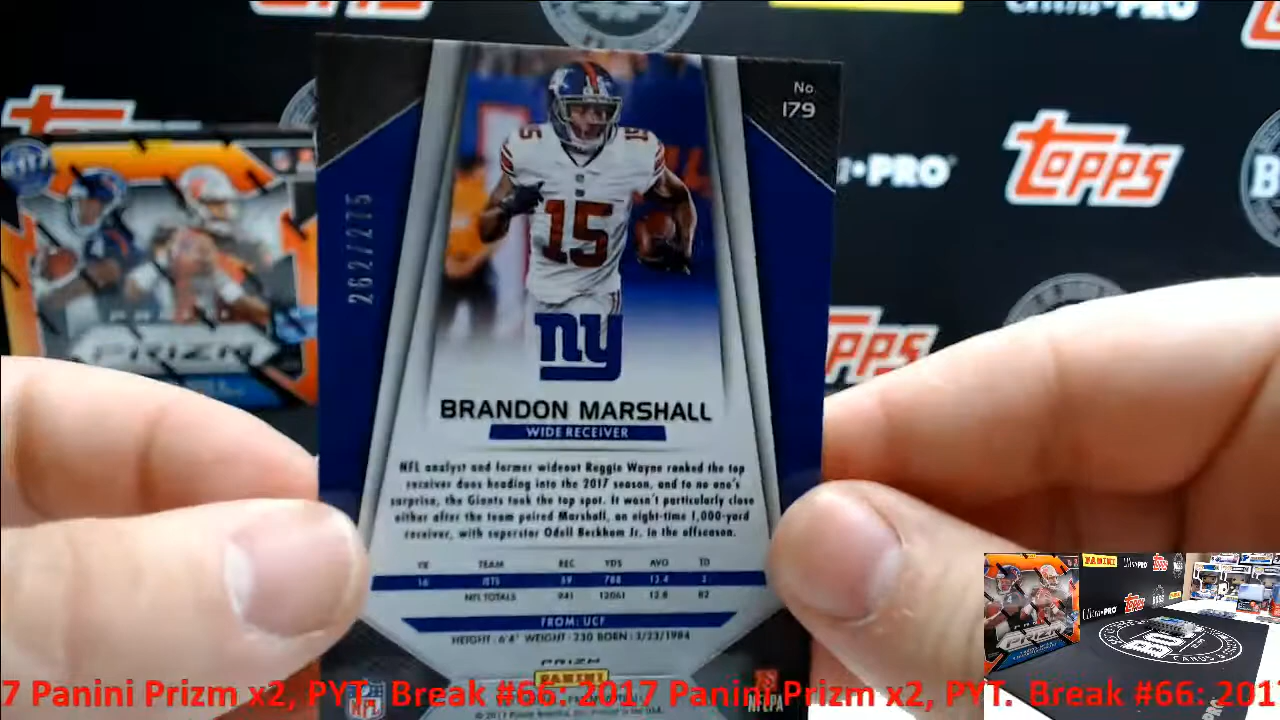 No
179
262/275
15
15
15
ny
BRANDON MARSHALL
WIDE RECEIVER
NFL analyst and former wideout Reggie Wayne ranked the top
receiver duos heading into the 2017 season, and to no one's
surprise, the Giants took the top spot. It wasn't particularly close
either after the team paired Marshall, an eight-time 1,000-yard
receiver, with superstar Odell Beckham Jr. in the offseason.
YR TEAM REC YDS AVG TD
16 JETS 59 788 13.4 3
NFL TOTALS 941 12061 12.8 82
FROM: UCF
HEIGHT: 6'4" WEIGHT: 230 BORN: 3/23/1984
PRIZM
PANINI
NFL
NFLPA
TOPPS
PRO
PRIZM
7 Panini Prizm x2, PYT. Break #66: 2017 Panini Prizm x2, PYT. Break #66: 201